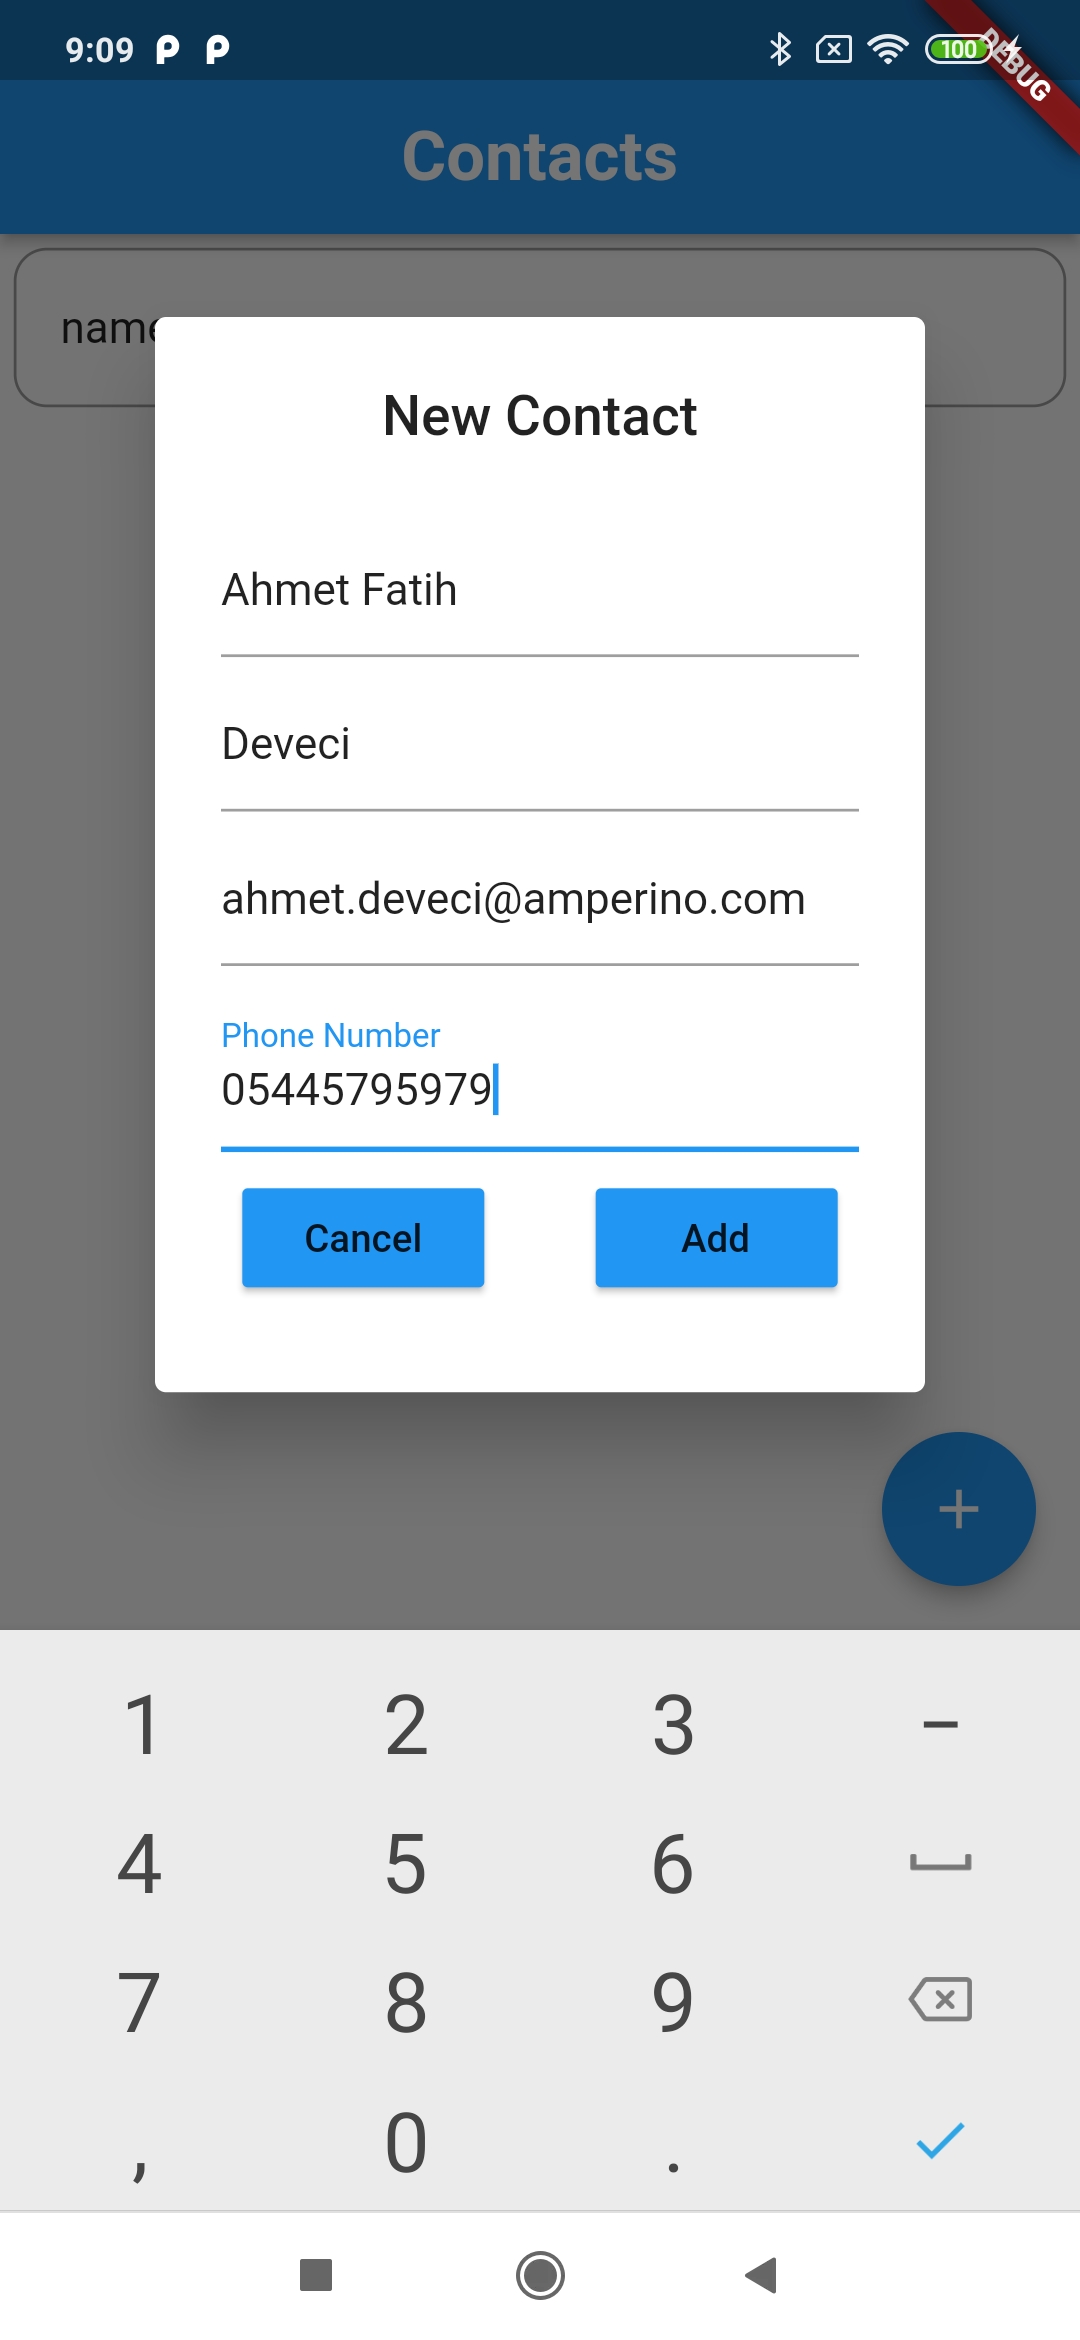 9:09
100
DEBUG
Contacts
name
New Contact
Ahmet Fatih
Deveci
ahmet.deveci@amperino.com
Phone Number
05445795979
Cancel Add
+
1 2 3 –
4 5 6
7 8 9
, 0 .